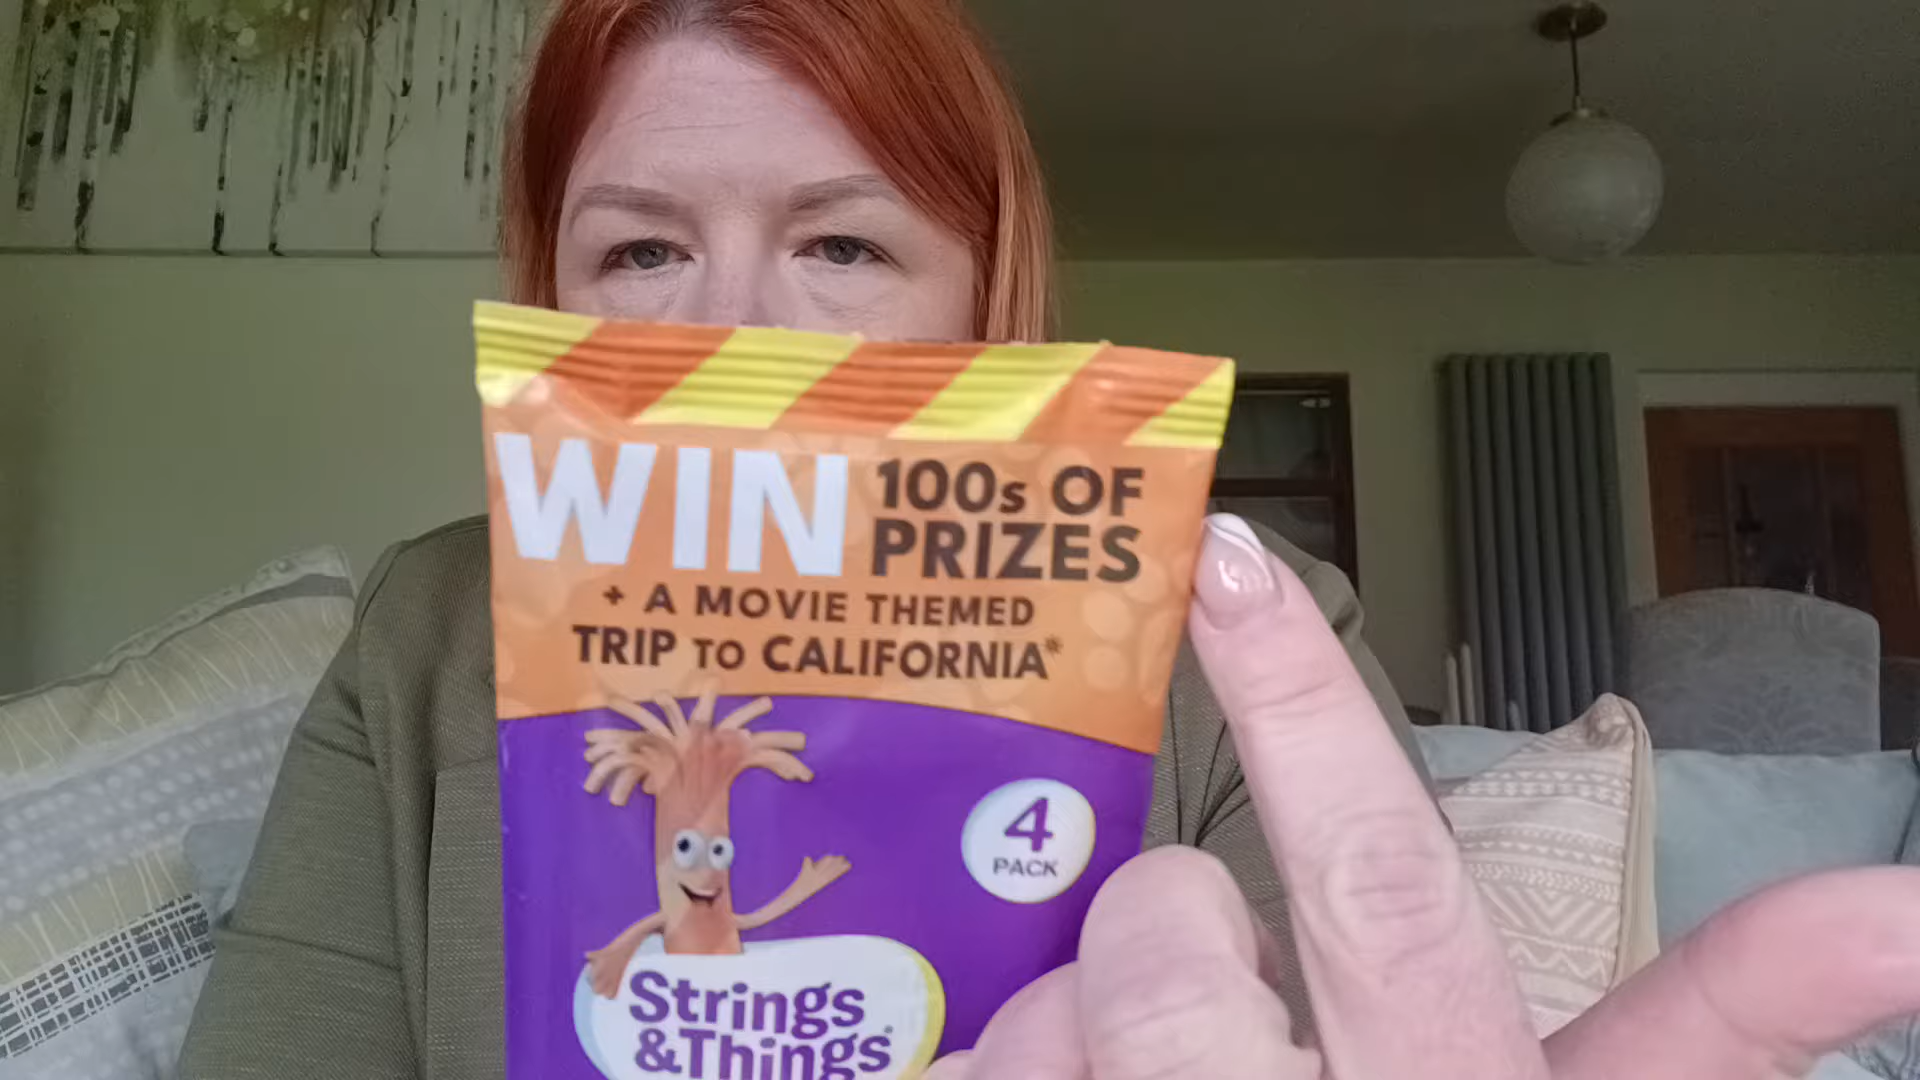 WIN 100s OF
PRIZES
+ A MOVIE THEMED
TRIP TO CALIFORNIA*
4
PACK
Strings
&Things®